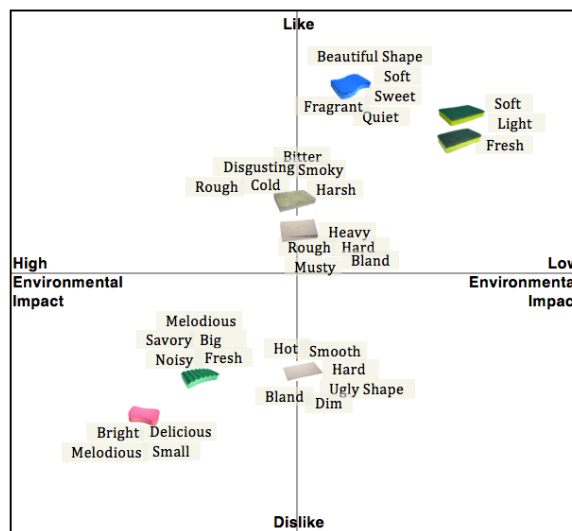 Like
Beautiful Shape
Soft
Sweet
Fragrant
Quiet
Soft
Light
Fresh
Bitter
Disgusting Smoky
Rough Cold Harsh
Heavy
Rough Hard
Musty Bland
High Low
Environmental Environmental
Impact Impac
Melodious
Savory Big
Noisy Fresh
Hot Smooth
Hard
Ugly Shape
Bland Dim
Bright Delicious
Melodious Small
Dislike